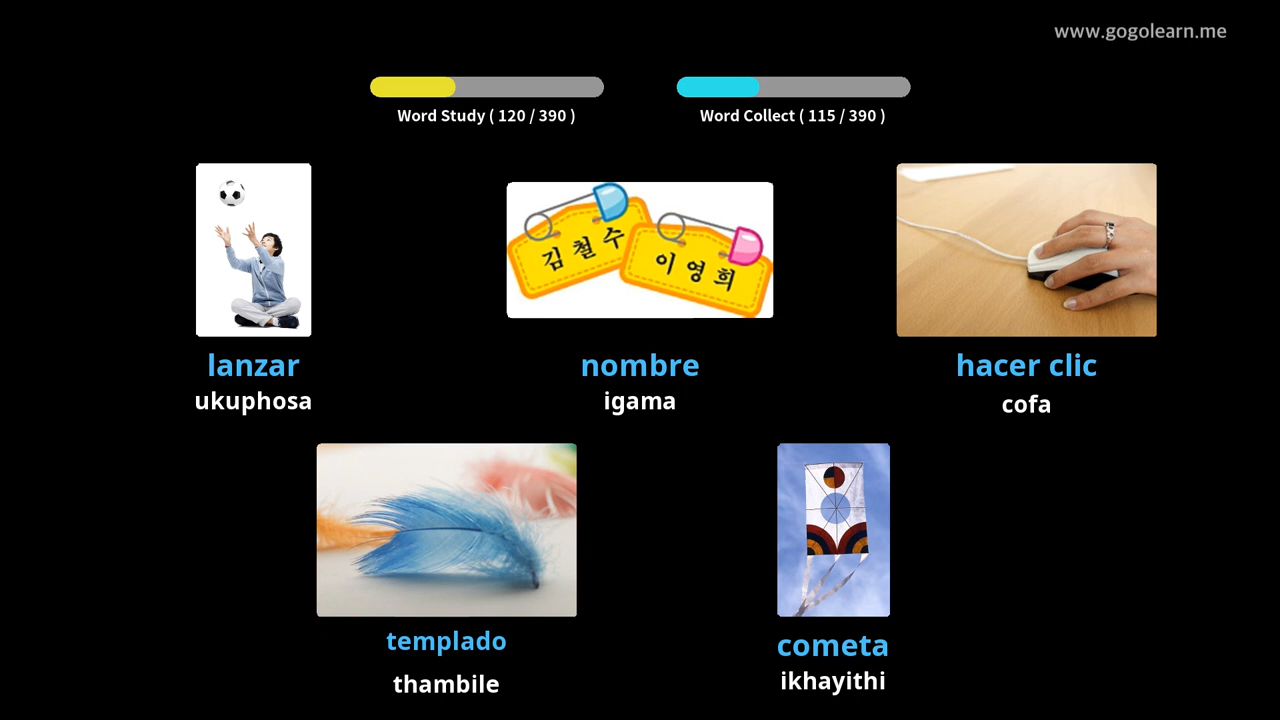 www.gogolearn.me
Word Study ( 120 / 390 )
Word Collect ( 115 / 390 )
김철수
이영희
lanzar
ukuphosa
nombre
igama
hacer clic
cofa
templado
thambile
cometa
ikhayithi